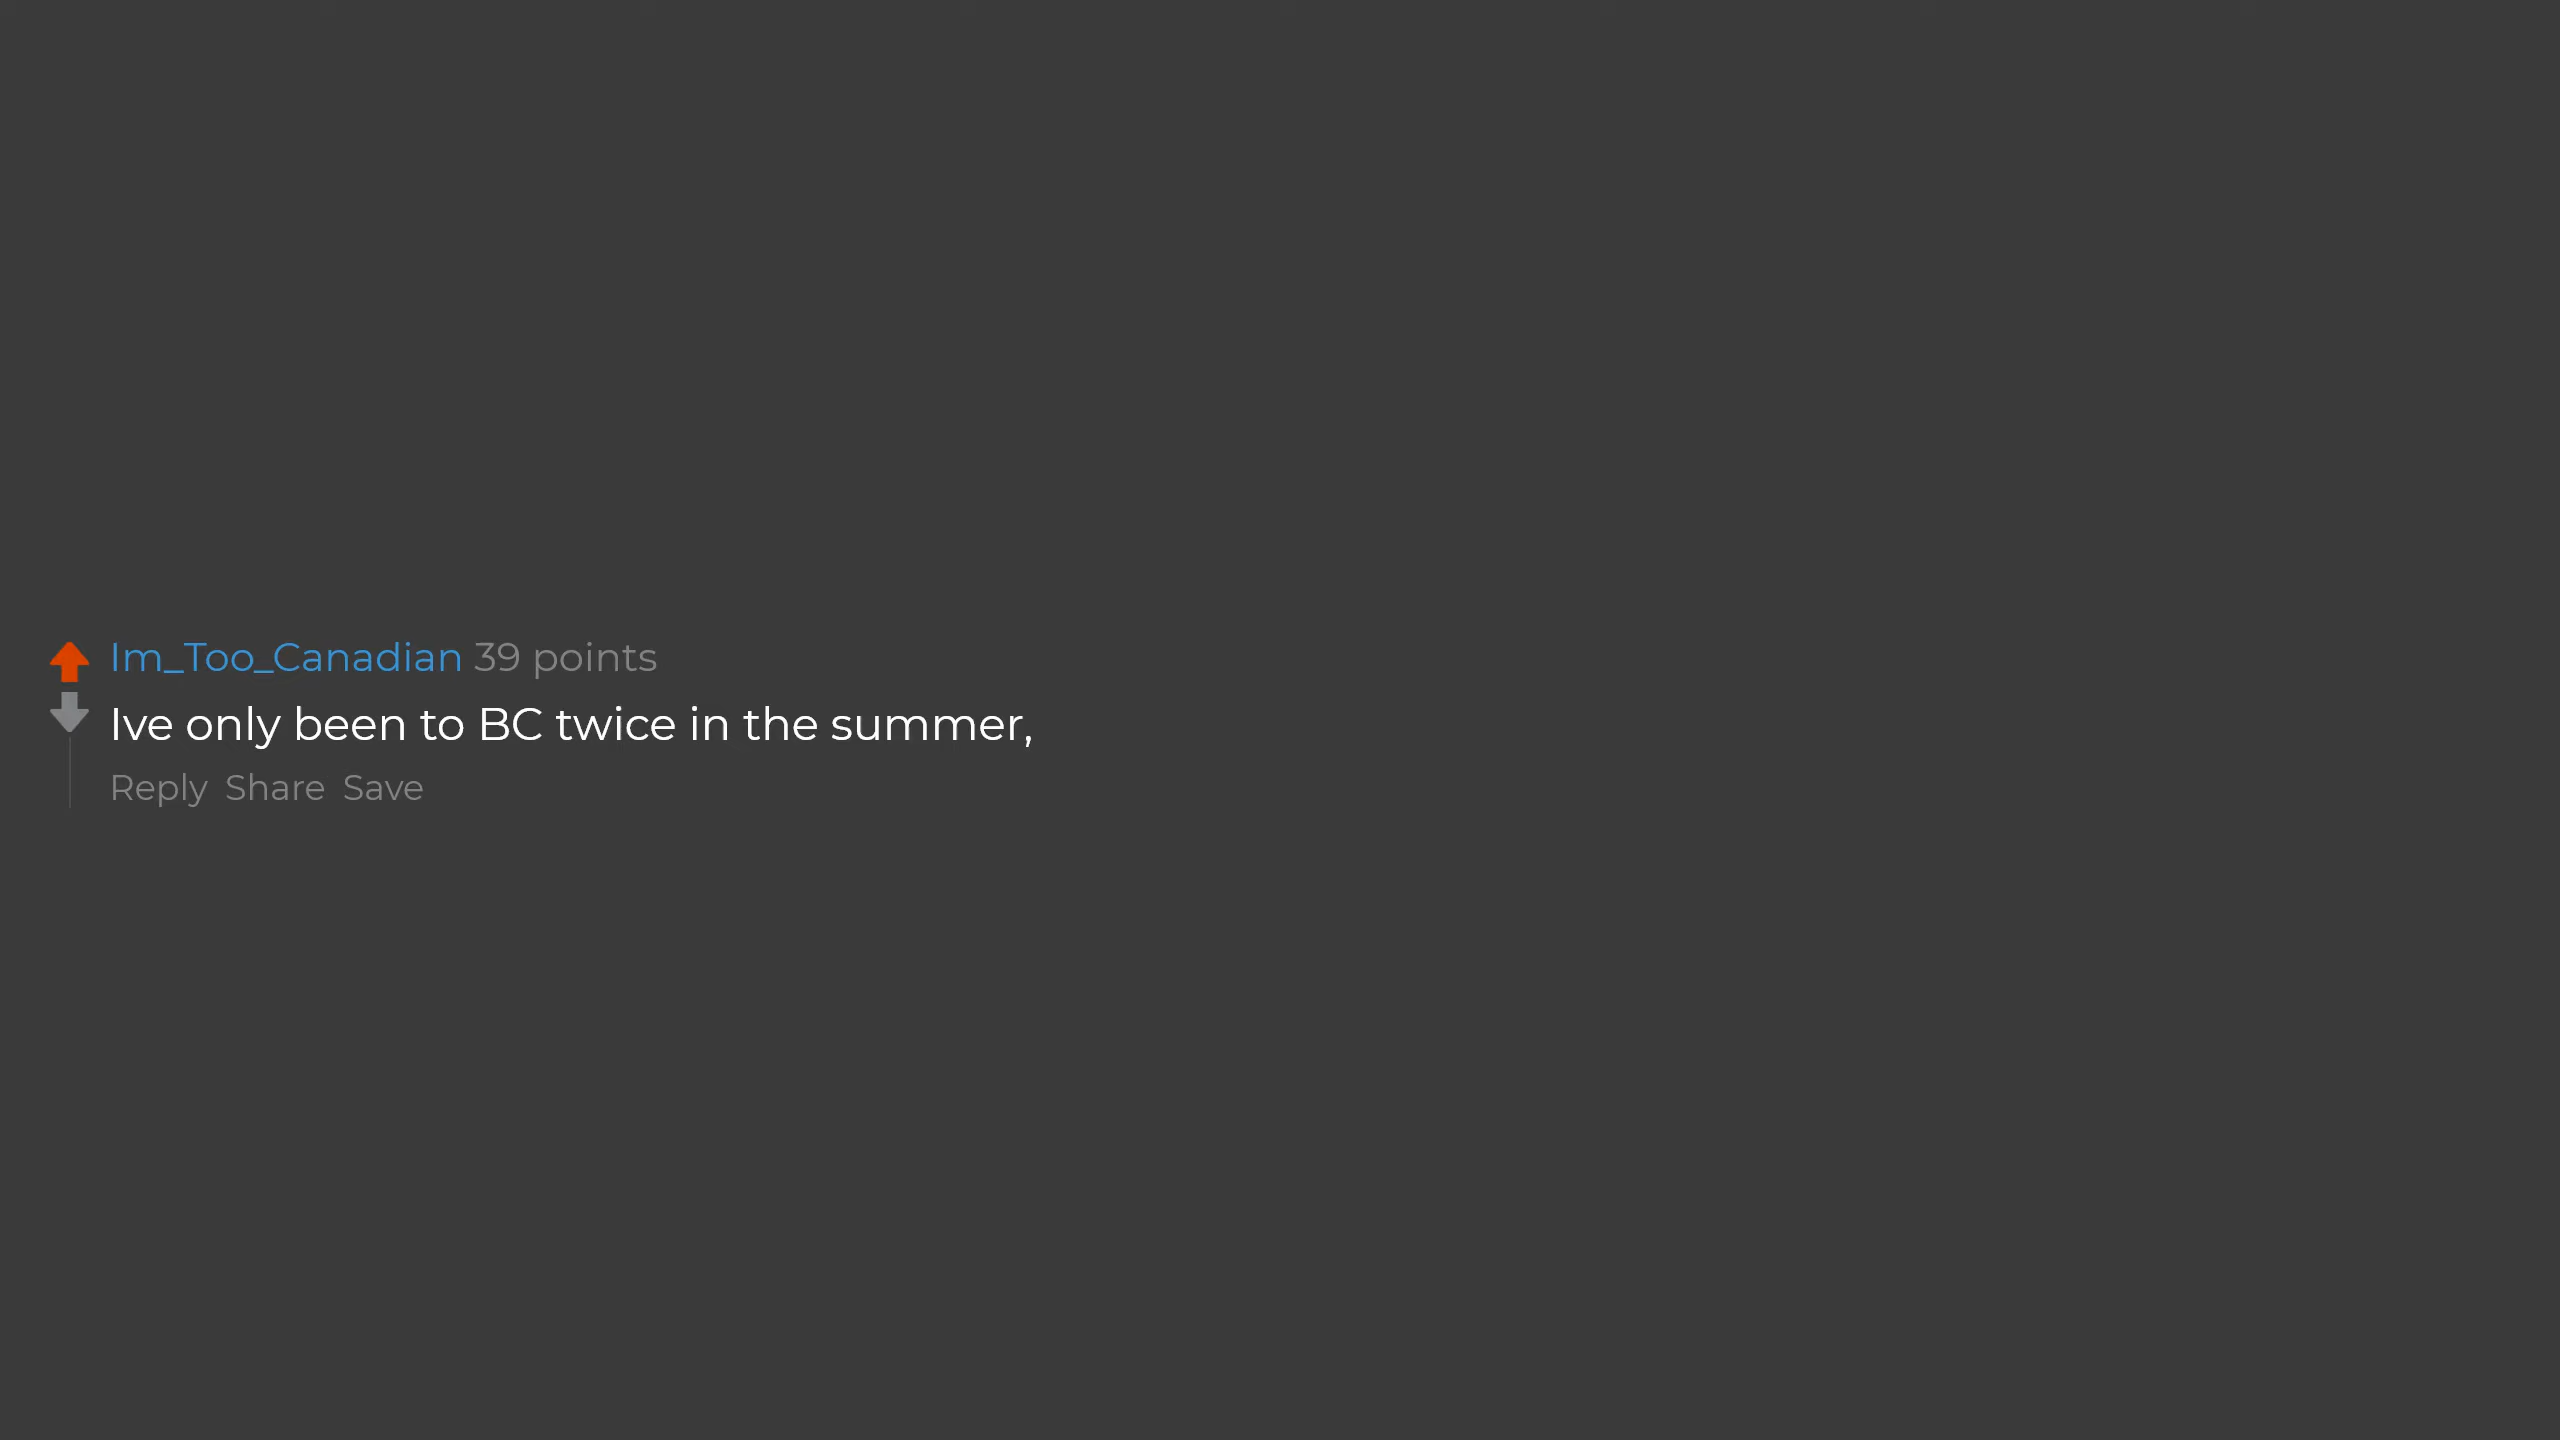 Im_Too_Canadian 39 points
Ive only been to BC twice in the summer,
Reply Share Save